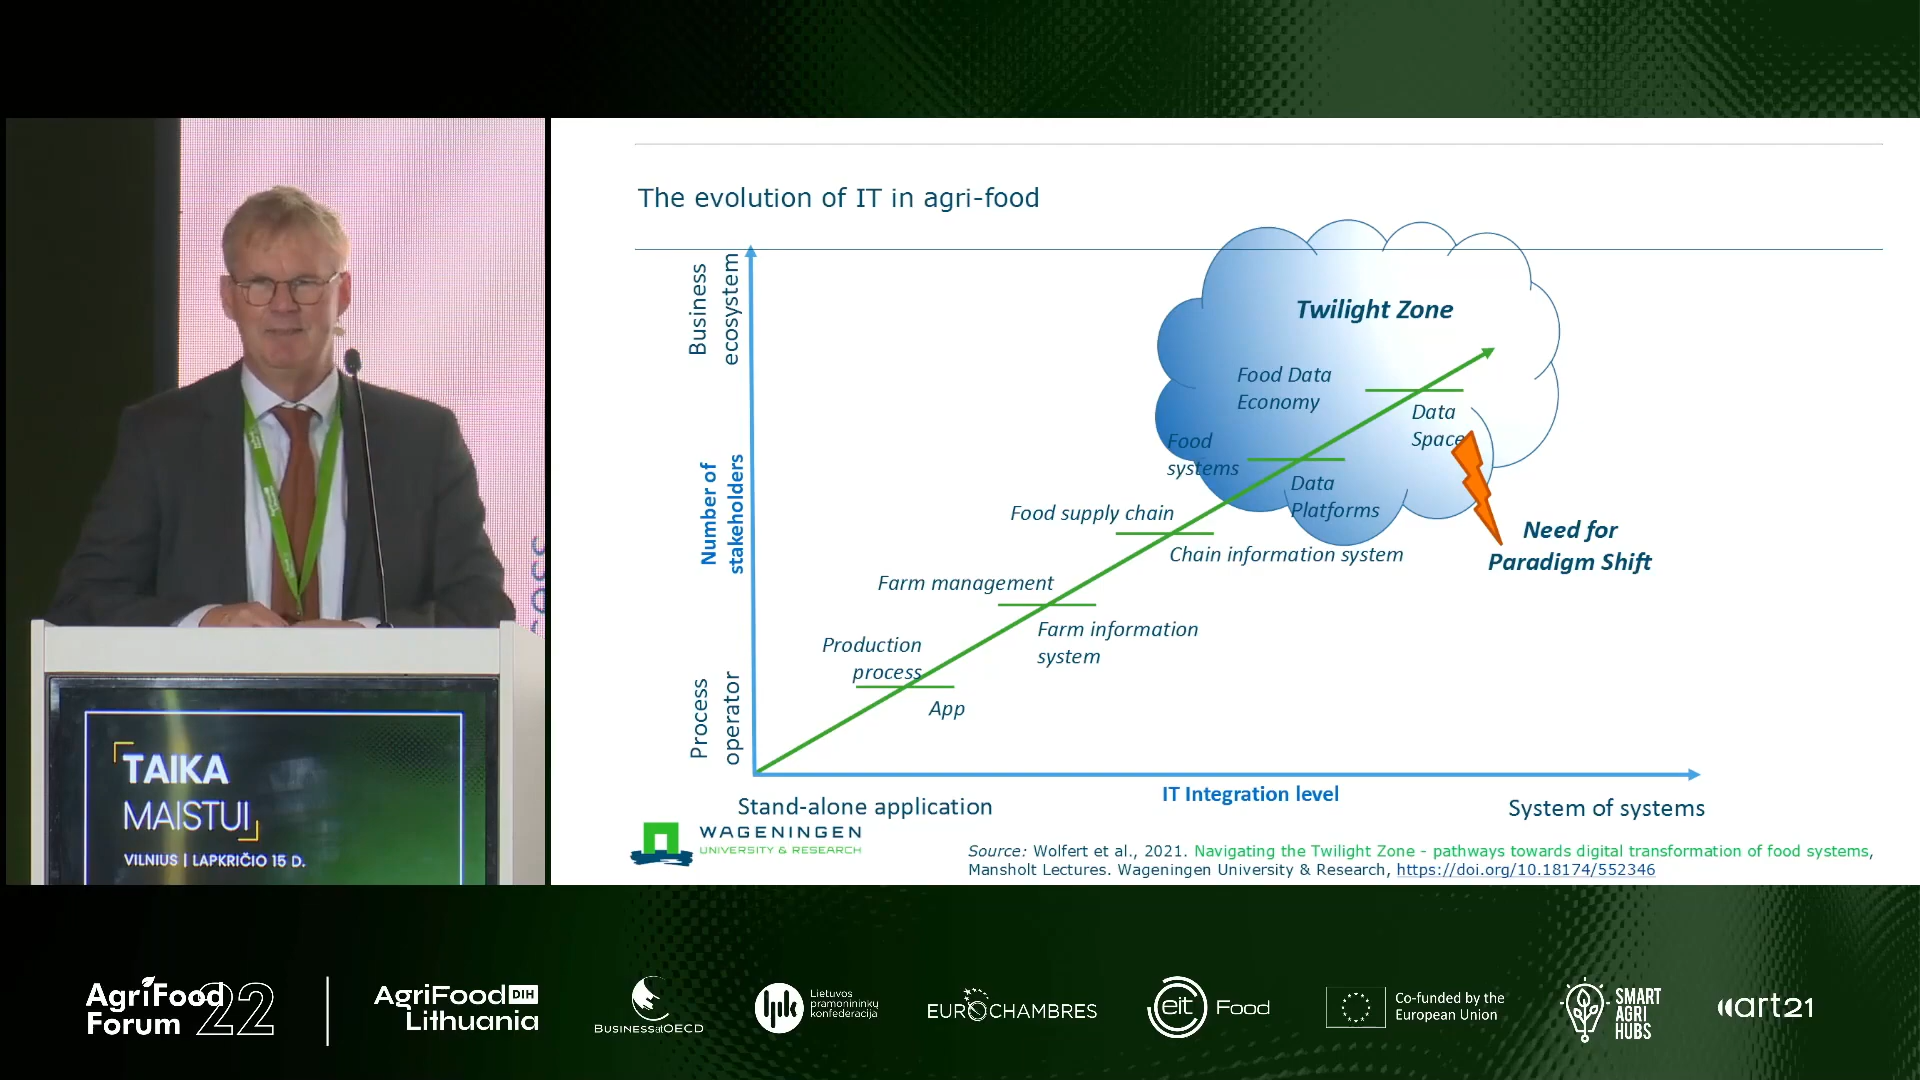 The evolution of IT in agri-food
Business
ecosystem
Twilight Zone
Food Data
Economy
Data
Space
Food
systems
Data
Platforms
Number of
stakeholders
Food supply chain
Chain information system
Need for
Paradigm Shift
Farm management
Farm information
system
Production
process
App
Process
operator
IT Integration level
Stand-alone application
System of systems
WAGENINGEN
UNIVERSITY & RESEARCH
Source: Wolfert et al., 2021. Navigating the Twilight Zone - pathways towards digital transformation of food systems,
Mansholt Lectures. Wageningen University & Research, https://doi.org/10.18174/552346
TAIKA
MAISTUI
VILNIUS | LAPKRIČIO 15 D.
AgriFood 22
Forum
AgriFood DIH
Lithuania
BUSINESSatOECD
lpk
Lietuvos
pramonininkų
konfederacija
EUROCHAMBRES
eit Food
Co-funded by the
European Union
SMART
AGRI
HUBS
art21